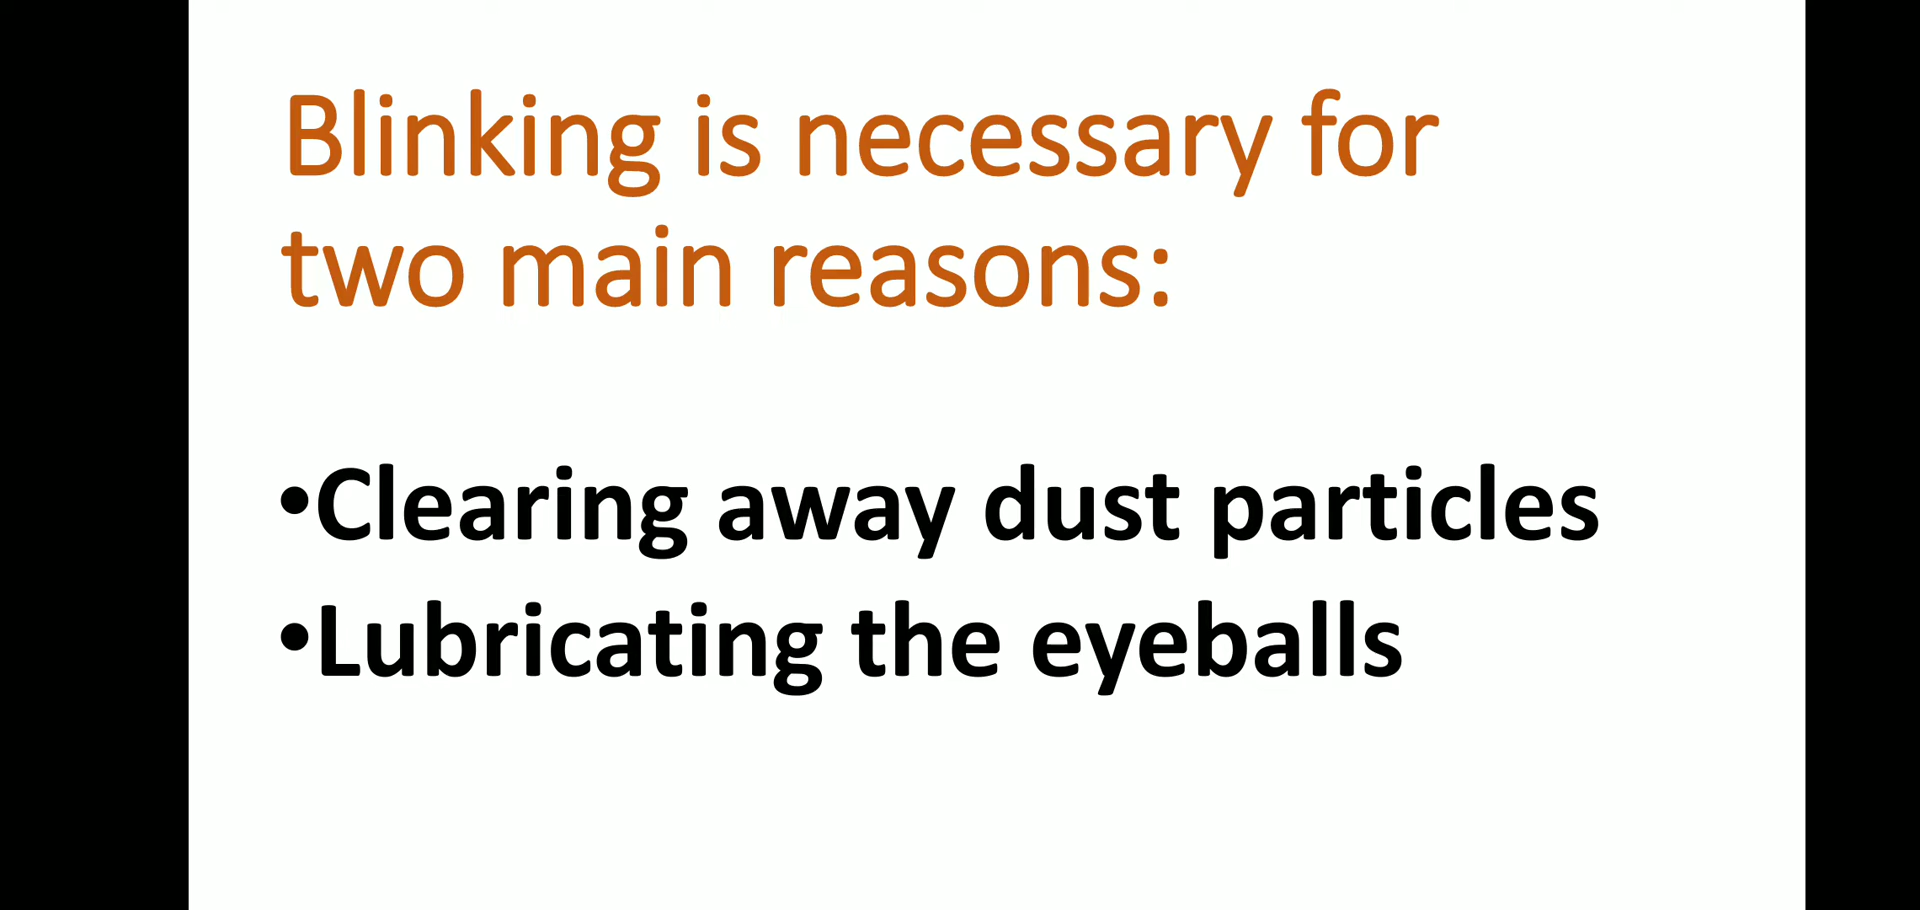 Blinking is necessary for
two main reasons:
•Clearing away dust particles
•Lubricating the eyeballs